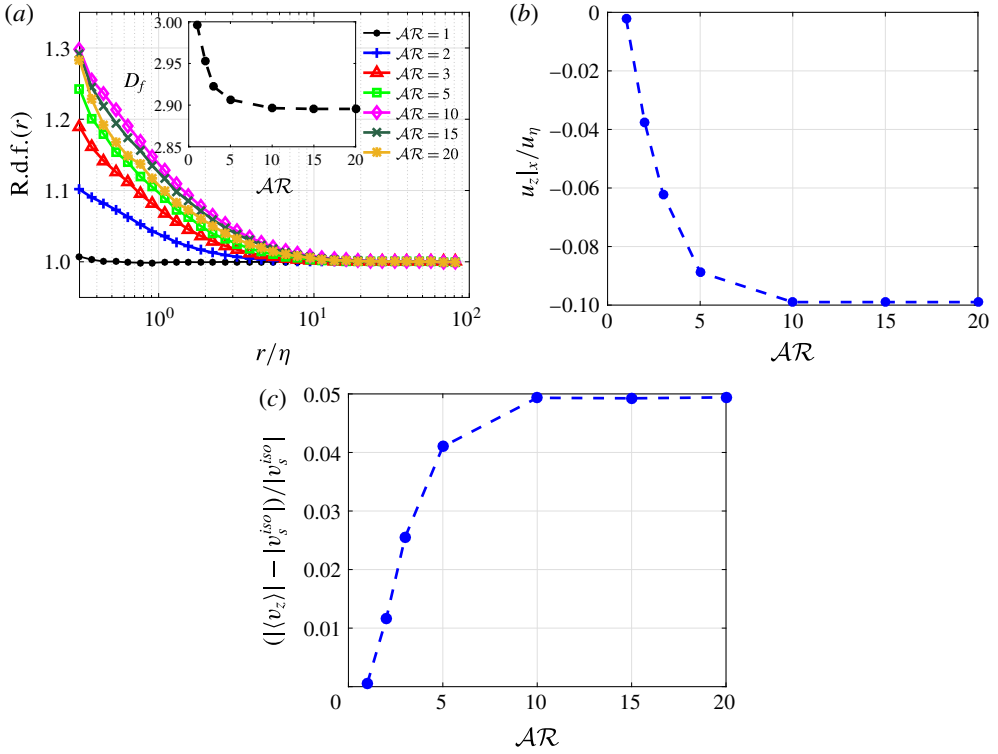 (a)
R.d.f.(r)
1.3
1.2
1.1
1.0
10^0
10^1
10^2
r/η
D_f
3.00
2.95
2.90
2.85
0
5
10
15
20
AR
AR = 1
AR = 2
AR = 3
AR = 5
AR = 10
AR = 15
AR = 20
(b)
u_z|_x/u_η
0
−0.02
−0.04
−0.06
−0.08
−0.10
0
5
10
15
20
AR
(c)
(|⟨v_z⟩| − |v_s^{iso}|)/|v_s^{iso}|
0.05
0.04
0.03
0.02
0.01
0
5
10
15
20
AR